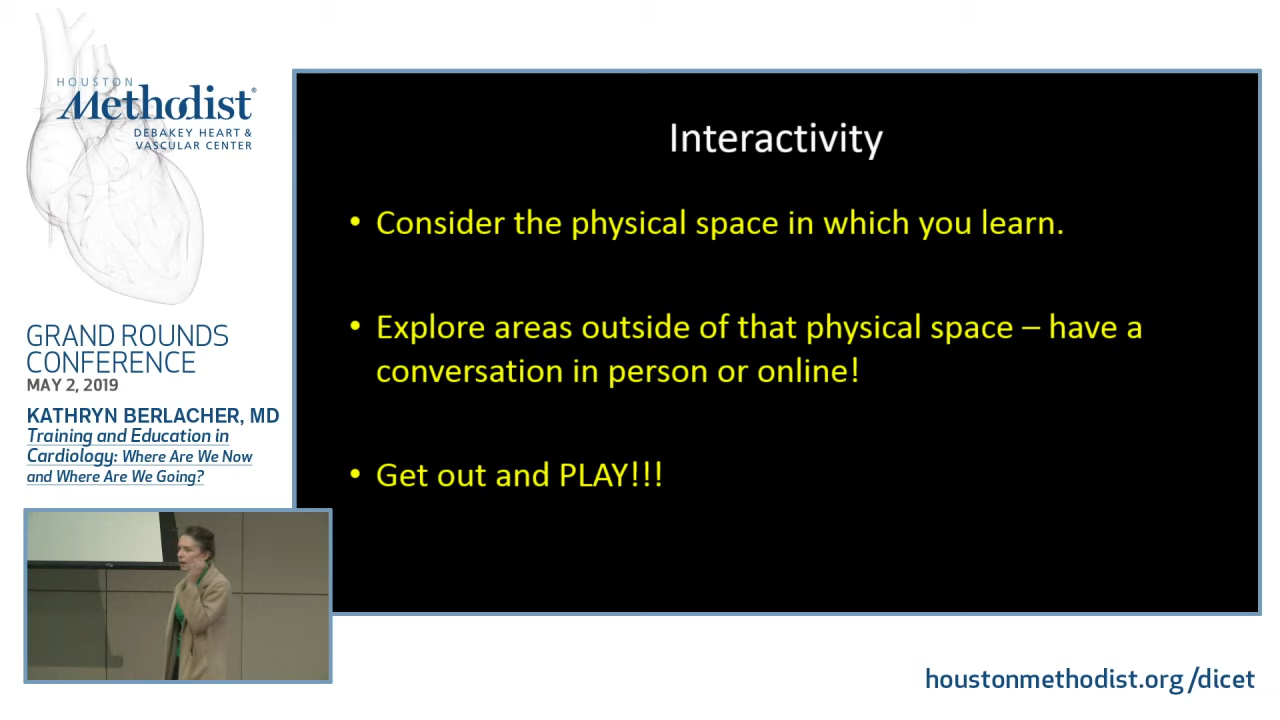 HOUSTON
Methodist®
DEBAKEY HEART &
VASCULAR CENTER
GRAND ROUNDS
CONFERENCE
MAY 2, 2019
KATHRYN BERLACHER, MD
Training and Education in
Cardiology: Where Are We Now
and Where Are We Going?
Interactivity
• Consider the physical space in which you learn.
• Explore areas outside of that physical space – have a
conversation in person or online!
• Get out and PLAY!!!
houstonmethodist.org/dicet